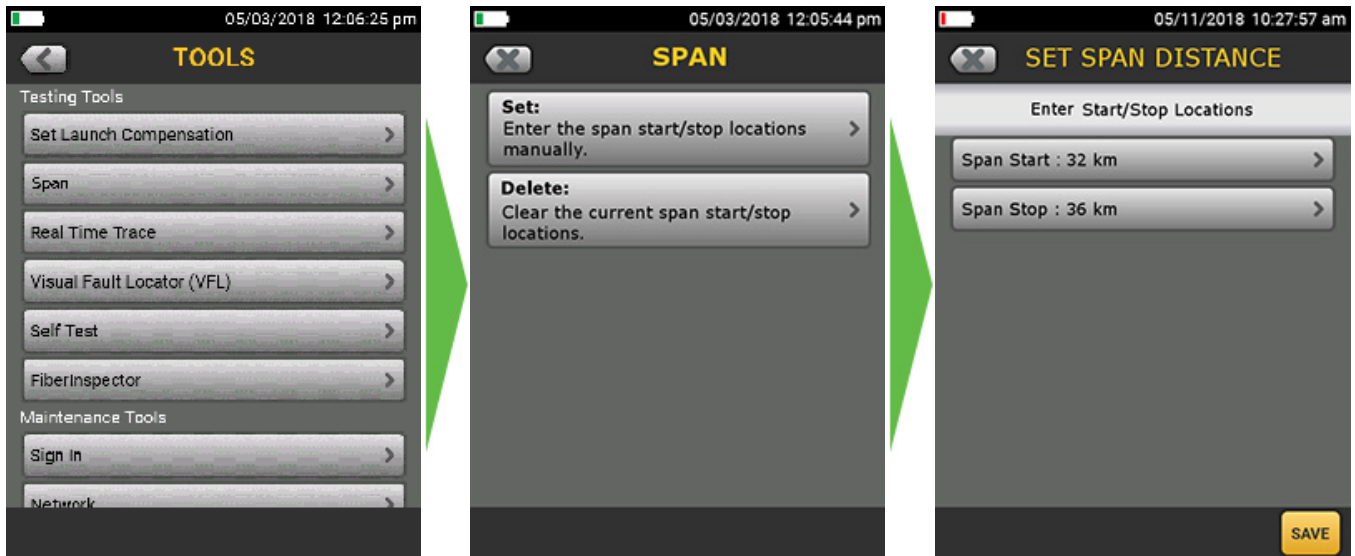 05/03/2018 12:06:25 pm
TOOLS
Testing Tools
Set Launch Compensation
Span
Real Time Trace
Visual Fault Locator (VFL)
Self Test
FiberInspector
Maintenance Tools
Sign In
Network
05/03/2018 12:05:44 pm
SPAN
Set:
Enter the span start/stop locations
manually.
Delete:
Clear the current span start/stop
locations.
05/11/2018 10:27:57 am
SET SPAN DISTANCE
Enter Start/Stop Locations
Span Start : 32 km
Span Stop : 36 km
SAVE